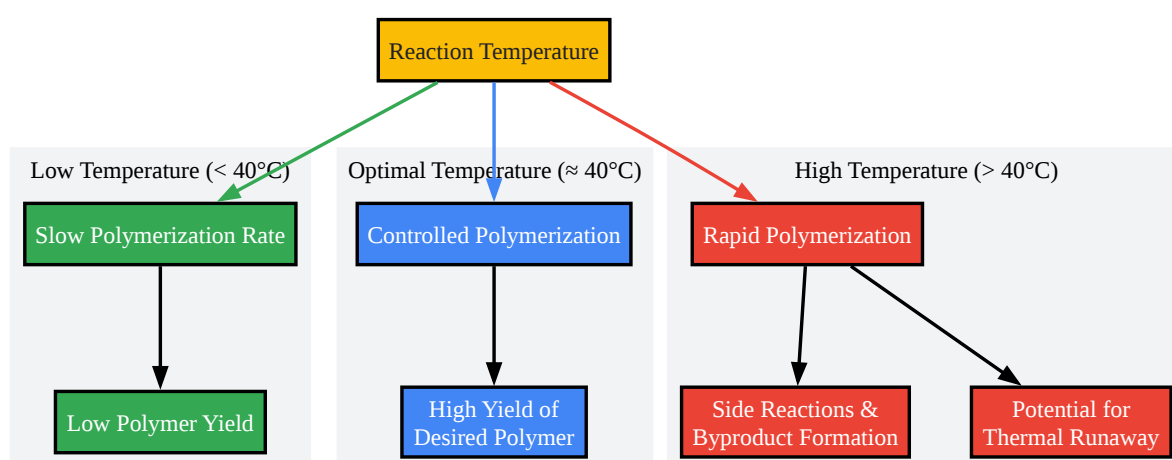 Reaction Temperature
Low Temperature (< 40°C)
Optimal Temperature (≈ 40°C)
High Temperature (> 40°C)
Slow Polymerization Rate
Controlled Polymerization
Rapid Polymerization
Low Polymer Yield
High Yield of
Desired Polymer
Side Reactions &
Byproduct Formation
Potential for
Thermal Runaway